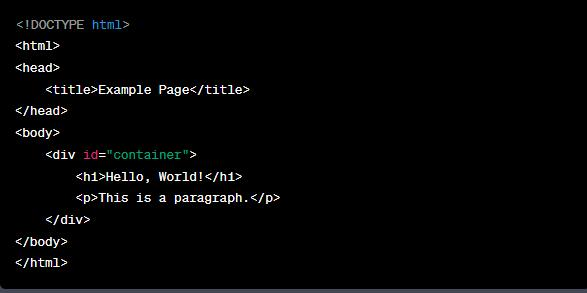 <!DOCTYPE html>
<html>
<head>
    <title>Example Page</title>
</head>
<body>
    <div id="container">
        <h1>Hello, World!</h1>
        <p>This is a paragraph.</p>
    </div>
</body>
</html>